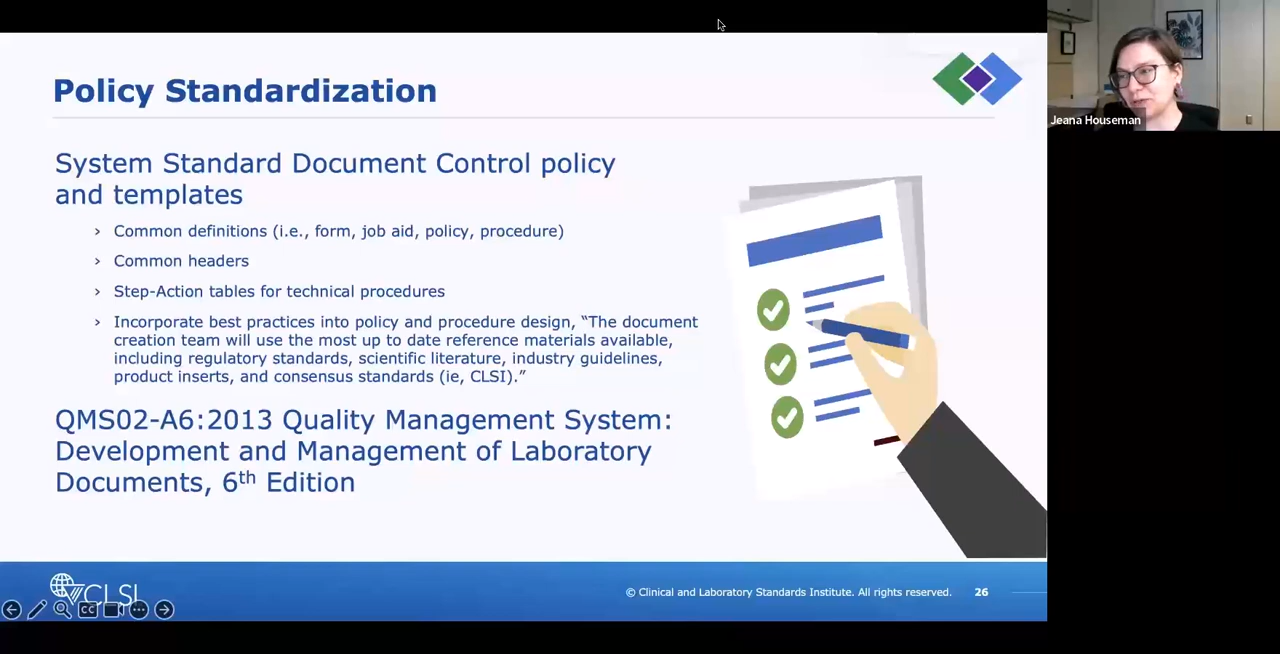 Policy Standardization
Jeana Houseman
System Standard Document Control policy
and templates
› Common definitions (i.e., form, job aid, policy, procedure)
› Common headers
› Step-Action tables for technical procedures
› Incorporate best practices into policy and procedure design, “The document
creation team will use the most up to date reference materials available,
including regulatory standards, scientific literature, industry guidelines,
product inserts, and consensus standards (ie, CLSI).”
QMS02-A6:2013 Quality Management System:
Development and Management of Laboratory
Documents, 6th Edition
CLSI
CC
© Clinical and Laboratory Standards Institute. All rights reserved. 26